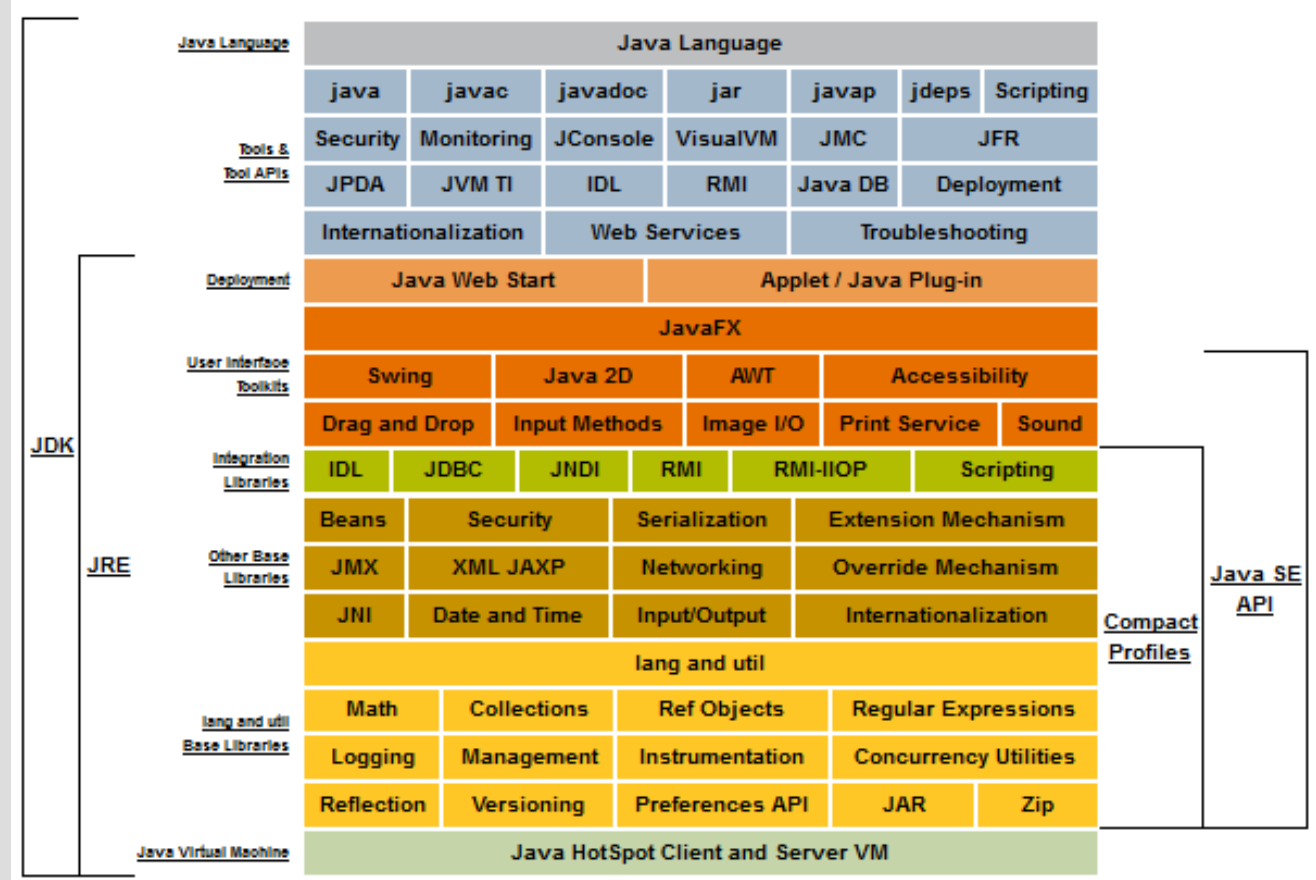 Java Language
Java Language
java javac javadoc jar javap jdeps Scripting
Tools &
Tool APIs
Security Monitoring JConsole VisualVM JMC JFR
JPDA JVM TI IDL RMI Java DB Deployment
Internationalization Web Services Troubleshooting
Deployment
Java Web Start Applet / Java Plug-in
JavaFX
User Interface
Toolkits
Swing Java 2D AWT Accessibility
Drag and Drop Input Methods Image I/O Print Service Sound
JDK
Integration
Libraries
IDL JDBC JNDI RMI RMI-IIOP Scripting
Beans Security Serialization Extension Mechanism
JRE
Other Base
Libraries
JMX XML JAXP Networking Override Mechanism
JNI Date and Time Input/Output Internationalization
Java SE
API
Compact
Profiles
lang and util
lang and util
Base Libraries
Math Collections Ref Objects Regular Expressions
Logging Management Instrumentation Concurrency Utilities
Reflection Versioning Preferences API JAR Zip
Java Virtual Machine
Java HotSpot Client and Server VM